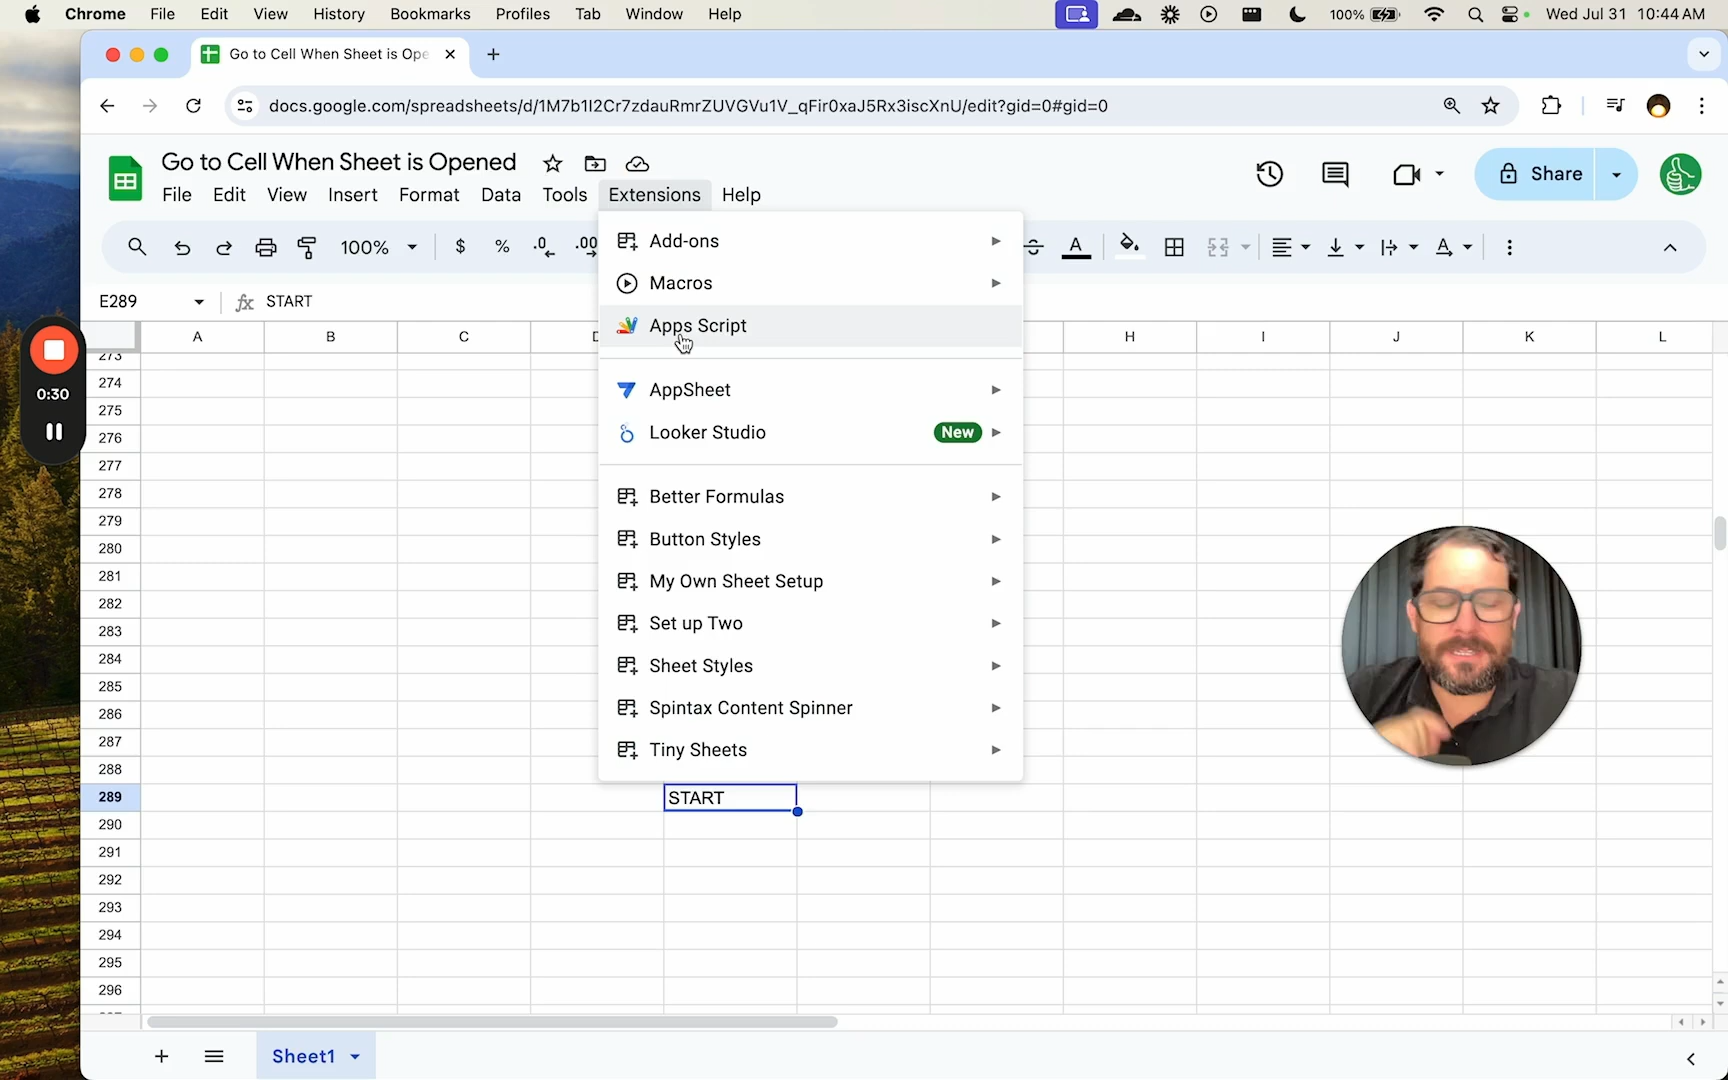 Chrome File Edit View History Bookmarks Profiles Tab Window Help 100% Wed Jul 31 10:44 AM
Go to Cell When Sheet is Ope
docs.google.com/spreadsheets/d/1M7b1I2Cr7zdauRmrZUVGVu1V_qFir0xaJ5Rx3iscXnU/edit?gid=0#gid=0
Go to Cell When Sheet is Opened
Share
File Edit View Insert Format Data Tools Extensions Help
100% $ % .0 .00 A A
E289 fx START
A B C D H I J K L
Add-ons
Macros
Apps Script
AppSheet
Looker Studio New
Better Formulas
Button Styles
My Own Sheet Setup
Set up Two
Sheet Styles
Spintax Content Spinner
Tiny Sheets
0:30
273
274
275
276
277
278
279
280
281
282
283
284
285
286
287
288
289 START
290
291
292
293
294
295
296
Sheet1